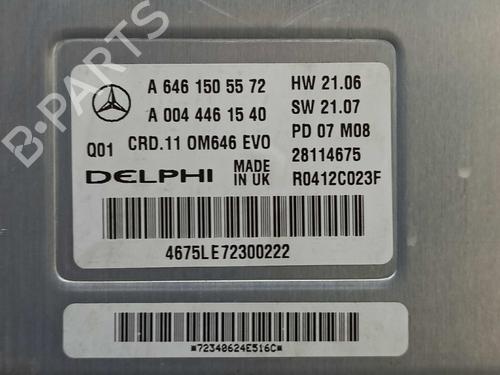 A 646 150 55 72 HW 21.06
A 004 446 15 40 SW 21.07
Q01 CRD.11 OM646 EVO PD 07 M08
28114675
DELPHI MADE IN UK R0412C023F
4675LE72300222
*72340624E516C*
B-PARTS